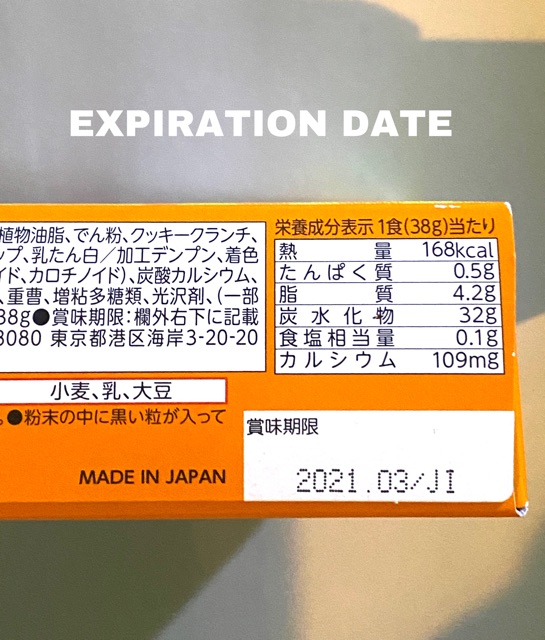 EXPIRATION DATE
植物油脂、でん粉、クッキークランチ、
ップ、乳たん白／加工デンプン、着色
イド、カロチノイド)、炭酸カルシウム、
、重曹、増粘多糖類、光沢剤、(一部
38g●賞味期限:欄外右下に記載
8080 東京都港区海岸3-20-20
小麦、乳、大豆
。●粉末の中に黒い粒が入って
MADE IN JAPAN
栄養成分表示 1食(38g)当たり
熱量 168kcal
たんぱく質 0.5g
脂質 4.2g
炭水化物 32g
食塩相当量 0.1g
カルシウム 109mg
賞味期限
2021.03/JI